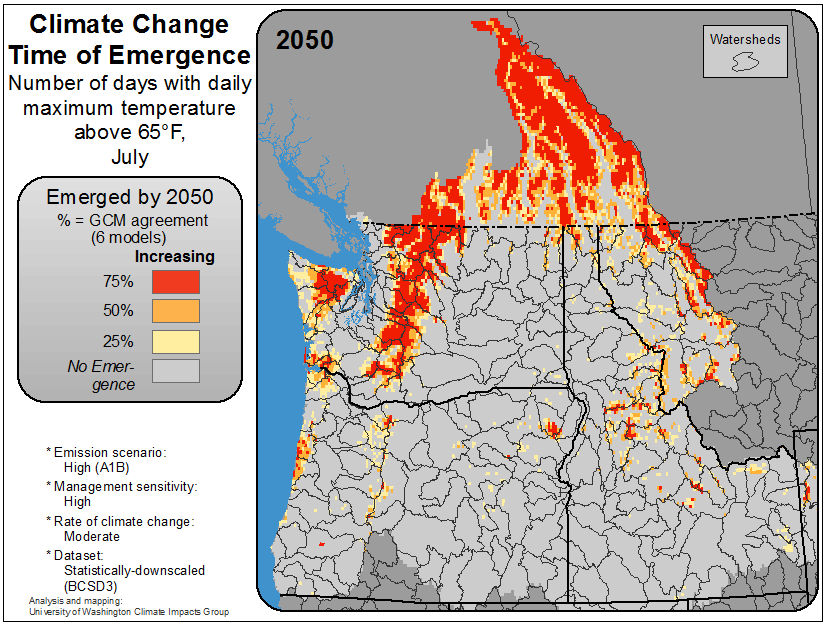 Climate Change
Time of Emergence
Number of days with daily
maximum temperature
above 65°F,
July
Emerged by 2050
% = GCM agreement
(6 models)
Increasing
75%
50%
25%
No Emer-
gence
* Emission scenario:
High (A1B)
* Management sensitivity:
High
* Rate of climate change:
Moderate
* Dataset:
Statistically-downscaled
(BCSD3)
Analysis and mapping:
University of Washington Climate Impacts Group
2050
Watersheds